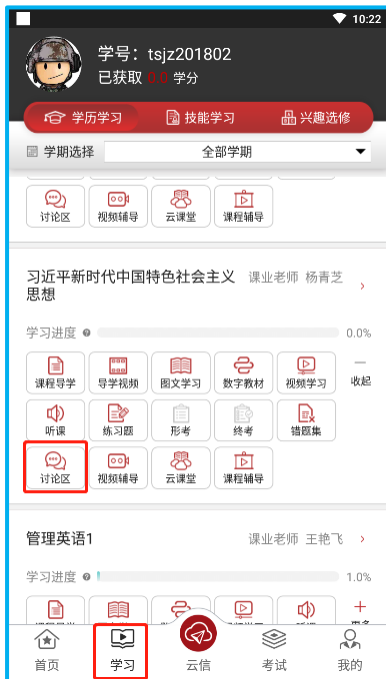 10:22
学号：tsjz201802
已获取 0.0 学分
学历学习 技能学习 兴趣选修
学期选择 全部学期
讨论区 视频辅导 云课堂 课程辅导
习近平新时代中国特色社会主义 课业老师 杨青芝
思想
学习进度 0.0%
课程导学 导学视频 图文学习 数字教材 视频学习 收起
听课 练习题 形考 终考 错题集
讨论区 视频辅导 云课堂 课程辅导
管理英语1 课业老师 王艳飞
学习进度 1.0%
首页 学习 云信 考试 我的